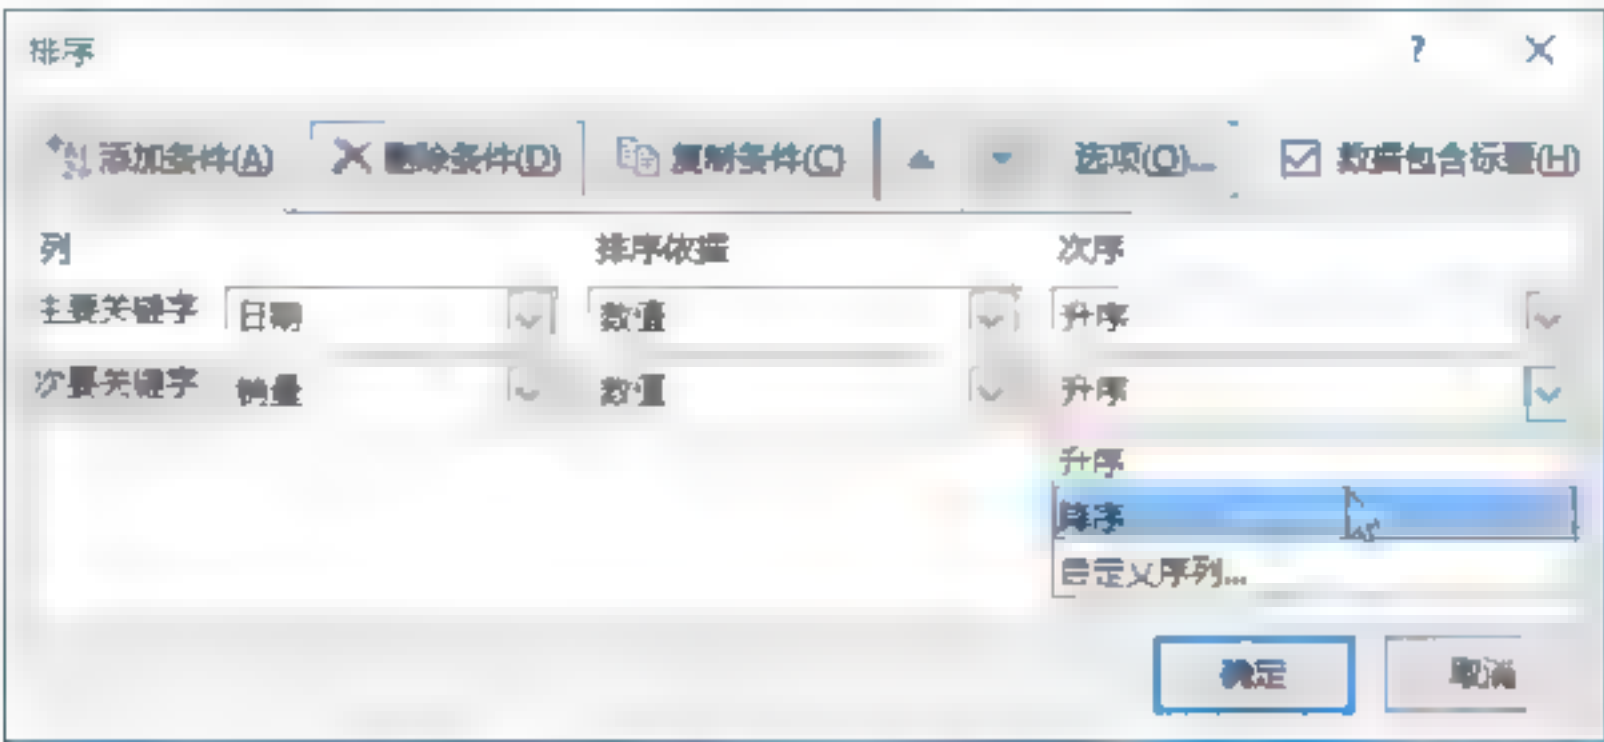 排序 ?
添加条件(A) 删除条件(D) 复制条件(C) 选项(O)... 数据包含标题(H)
列 排序依据 次序
主要关键字 日期 数值 升序
次要关键字 销量 数值 升序
升序
降序
自定义序列...
确定 取消